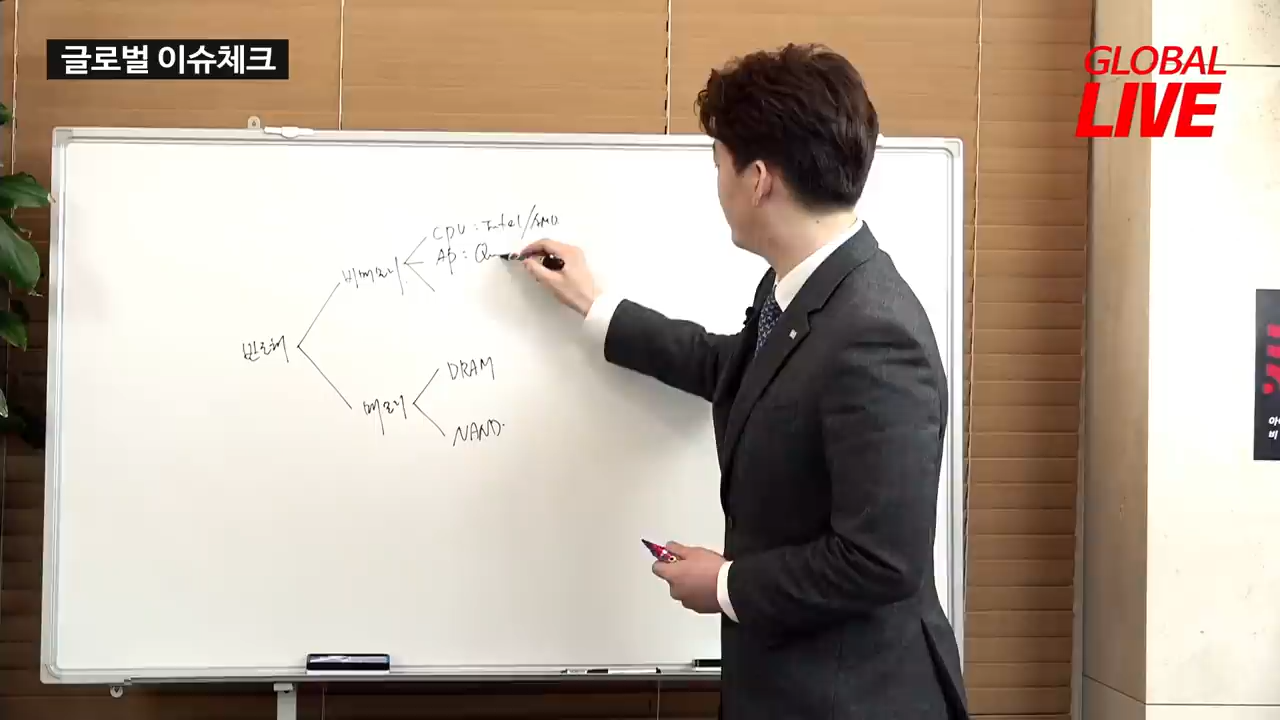 글로벌 이슈체크
GLOBAL
LIVE
CPU : Intel/AMD
AP : Qu
비메모리
반도체
DRAM
메모리
NAND